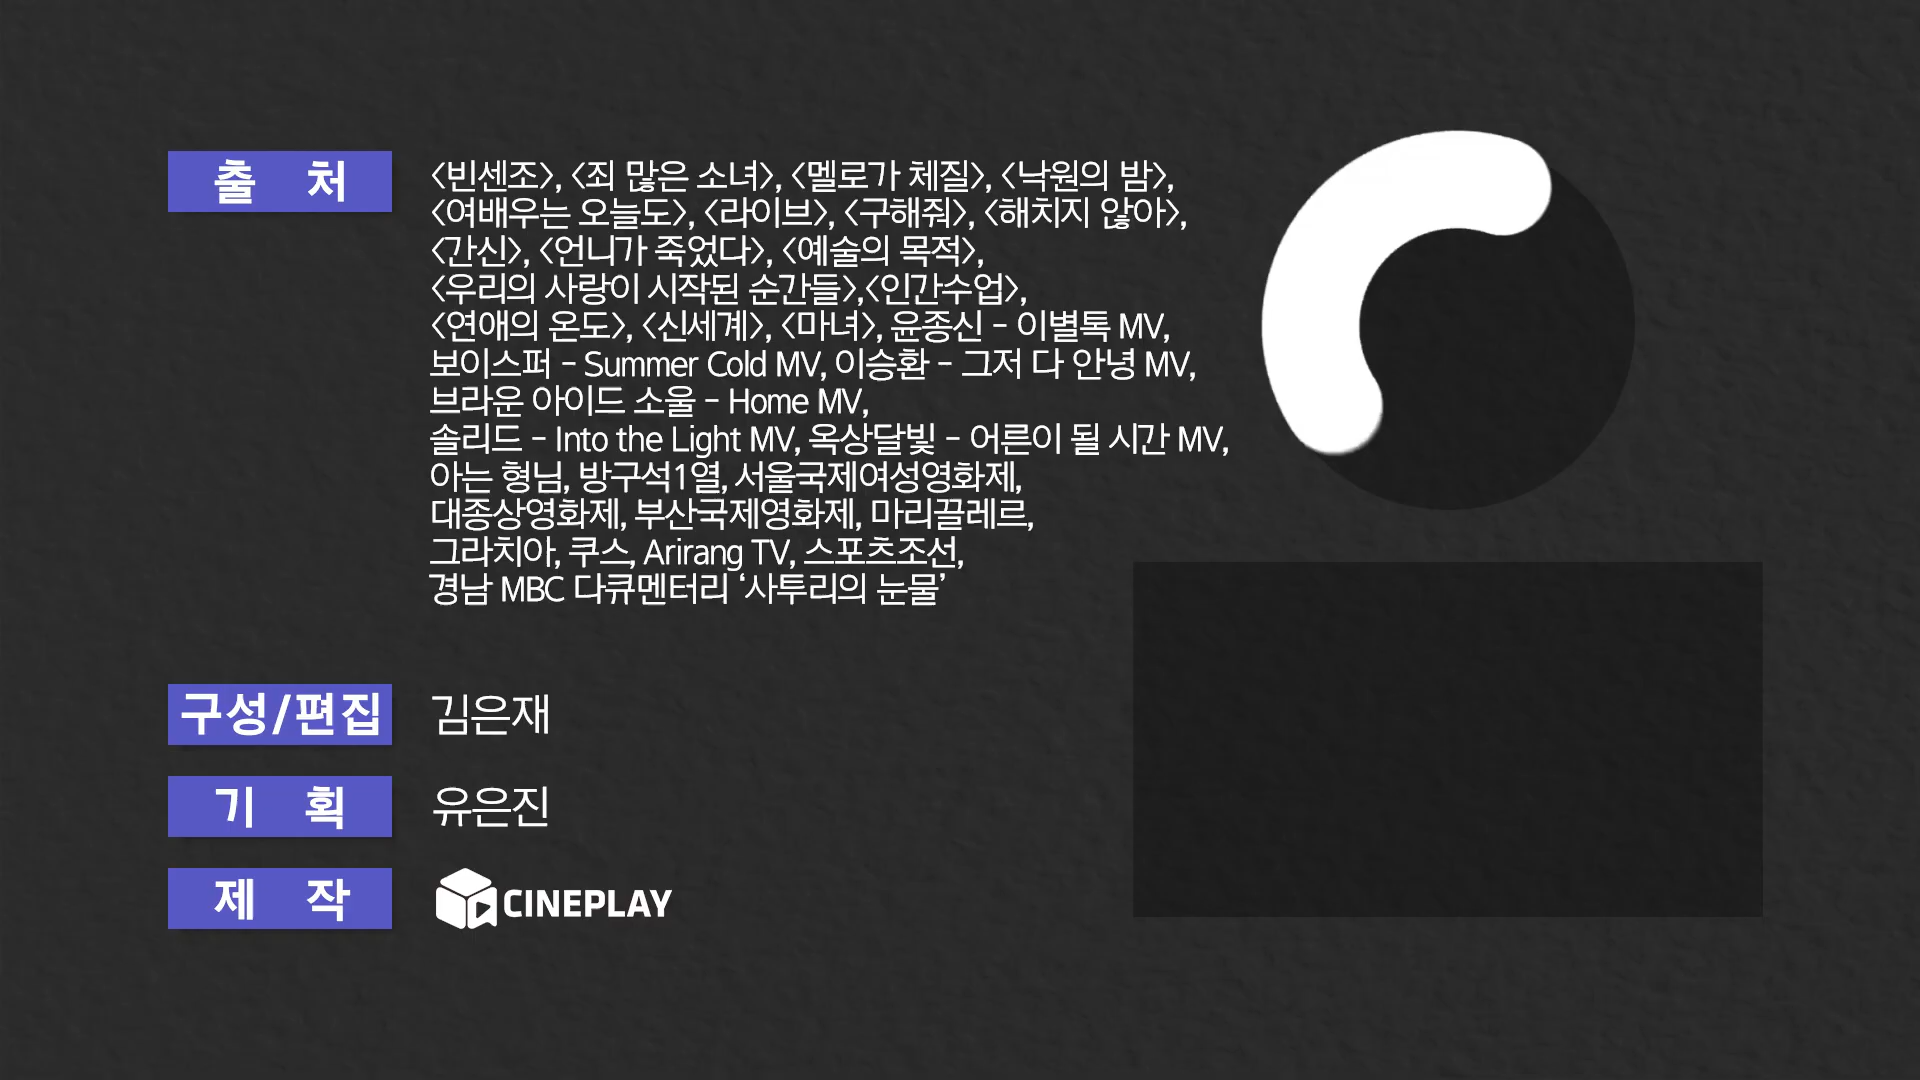 출 처
〈빈센조〉, 〈죄 많은 소녀〉, 〈멜로가 체질〉, 〈낙원의 밤〉,
〈여배우는 오늘도〉, 〈라이브〉, 〈구해줘〉, 〈해치지 않아〉,
〈간신〉, 〈언니가 죽었다〉, 〈예술의 목적〉,
〈우리의 사랑이 시작된 순간들〉,〈인간수업〉,
〈연애의 온도〉, 〈신세계〉, 〈마녀〉, 윤종신 - 이별톡 MV,
보이스퍼 - Summer Cold MV, 이승환 - 그저 다 안녕 MV,
브라운 아이드 소울 - Home MV,
솔리드 - Into the Light MV, 옥상달빛 - 어른이 될 시간 MV,
아는 형님, 방구석1열, 서울국제여성영화제,
대종상영화제, 부산국제영화제, 마리끌레르,
그라치아, 쿠스, Arirang TV, 스포츠조선,
경남 MBC 다큐멘터리 ‘사투리의 눈물’
구성/편집 김은재
기 획 유은진
제 작 CINEPLAY